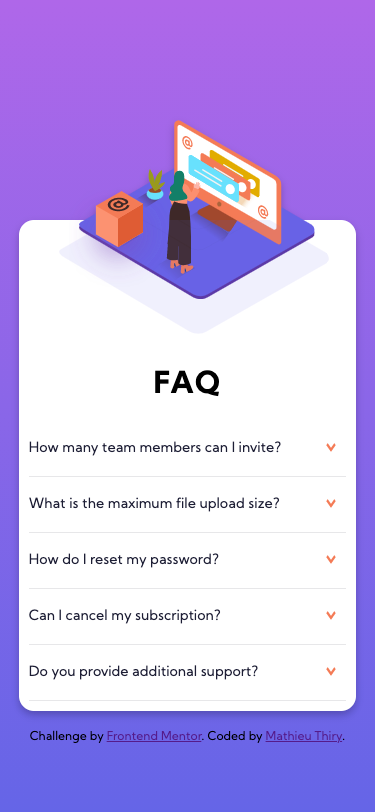 @
@
@
FAQ
How many team members can I invite?
What is the maximum file upload size?
How do I reset my password?
Can I cancel my subscription?
Do you provide additional support?
Challenge by Frontend Mentor. Coded by Mathieu Thiry.